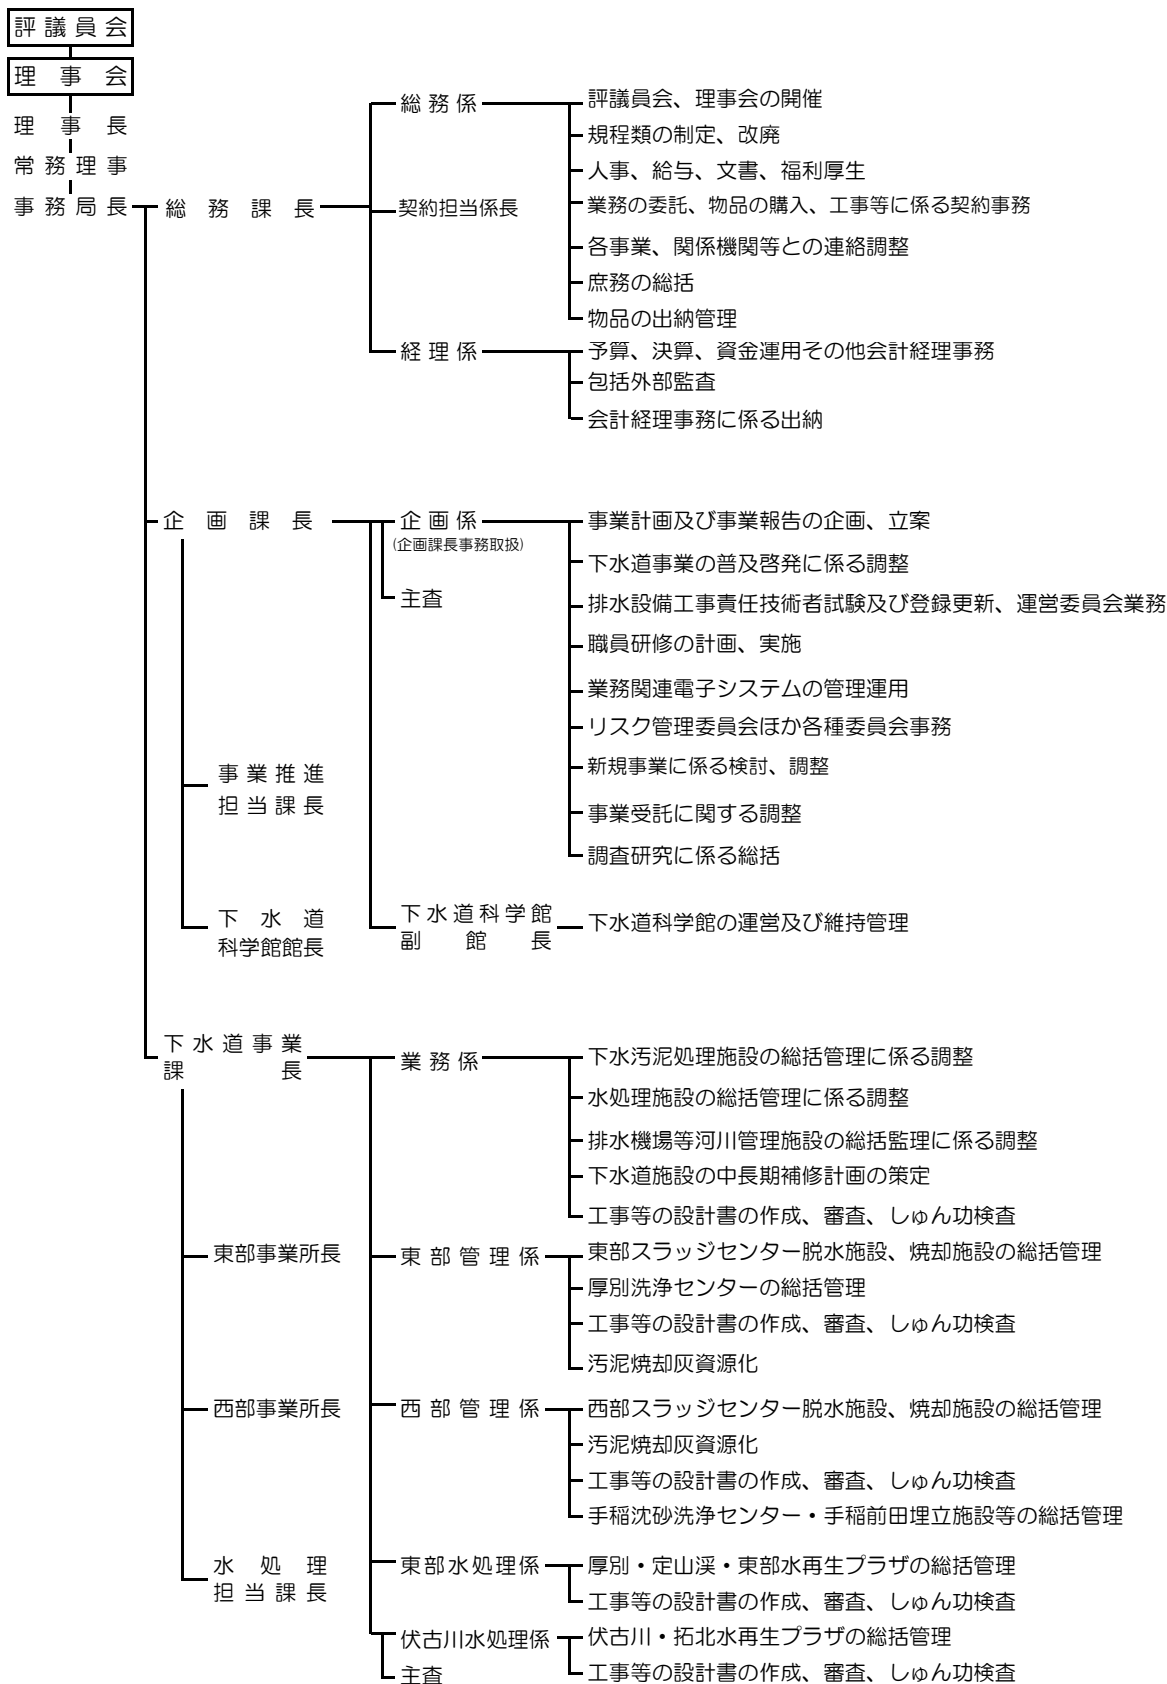 評議員会
理事会
理事長
常務理事
事務局長
総務課長
総務係
評議員会、理事会の開催
規程類の制定、改廃
人事、給与、文書、福利厚生
契約担当係長
業務の委託、物品の購入、工事等に係る契約事務
各事業、関係機関等との連絡調整
庶務の総括
物品の出納管理
経理係
予算、決算、資金運用その他会計経理事務
包括外部監査
会計経理事務に係る出納
企画課長
企画係
(企画課長事務取扱)
主査
事業計画及び事業報告の企画、立案
下水道事業の普及啓発に係る調整
排水設備工事責任技術者試験及び登録更新、運営委員会業務
職員研修の計画、実施
業務関連電子システムの管理運用
リスク管理委員会ほか各種委員会事務
新規事業に係る検討、調整
事業受託に関する調整
調査研究に係る総括
事業推進
担当課長
下水道
科学館館長
下水道科学館
副館長
下水道科学館の運営及び維持管理
下水道事業
課長
業務係
下水汚泥処理施設の総括管理に係る調整
水処理施設の総括管理に係る調整
排水機場等河川管理施設の総括監理に係る調整
下水道施設の中長期補修計画の策定
工事等の設計書の作成、審査、しゅん功検査
東部事業所長
東部管理係
東部スラッジセンター脱水施設、焼却施設の総括管理
厚別洗浄センターの総括管理
工事等の設計書の作成、審査、しゅん功検査
汚泥焼却灰資源化
西部事業所長
西部管理係
西部スラッジセンター脱水施設、焼却施設の総括管理
汚泥焼却灰資源化
工事等の設計書の作成、審査、しゅん功検査
手稲沈砂洗浄センター・手稲前田埋立施設等の総括管理
水処理
担当課長
東部水処理係
厚別・定山渓・東部水再生プラザの総括管理
工事等の設計書の作成、審査、しゅん功検査
伏古川水処理係
伏古川・拓北水再生プラザの総括管理
主査
工事等の設計書の作成、審査、しゅん功検査